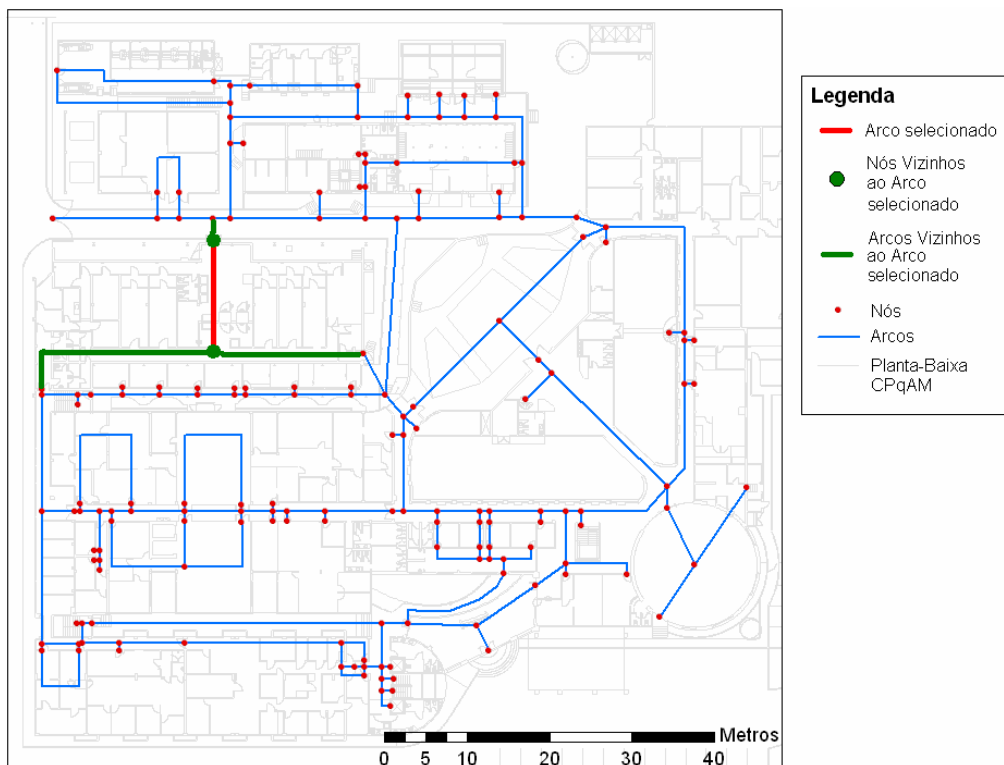 Legenda
Arco selecionado
Nós Vizinhos
ao Arco
selecionado
Arcos Vizinhos
ao Arco
selecionado
Nós
Arcos
Planta-Baixa
CPqAM
Metros
0 5 10 20 30 40